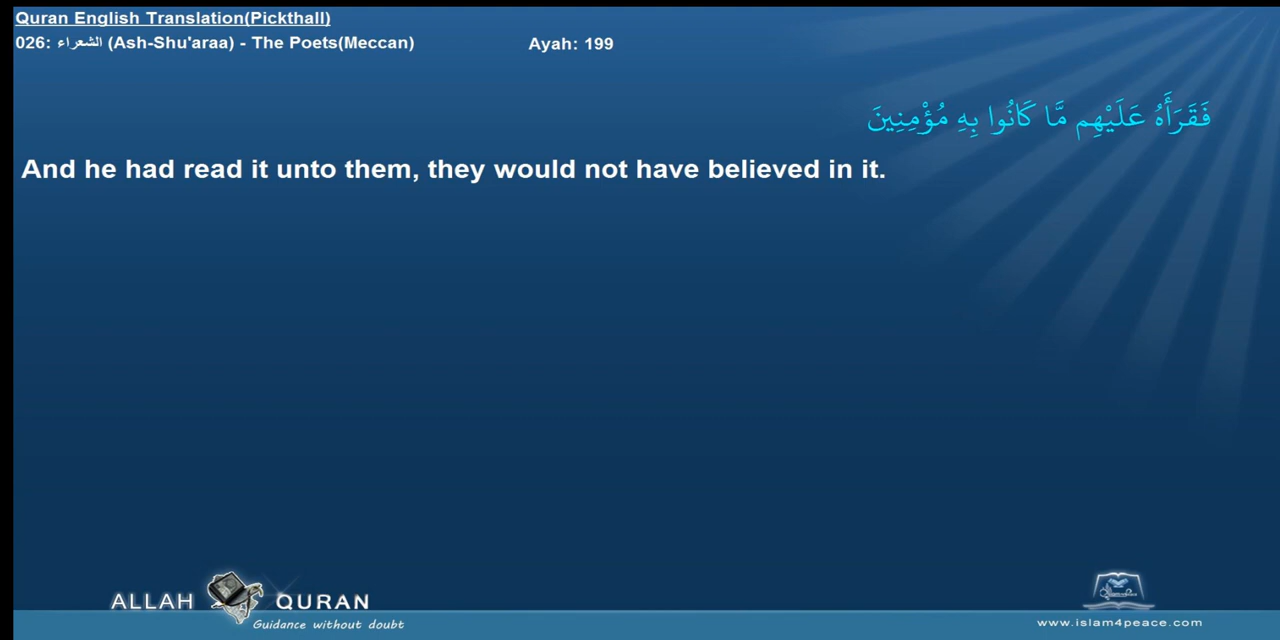 Quran English Translation(Pickthall)
026: الشعراء (Ash-Shu'araa) - The Poets(Meccan) Ayah: 199
فَقَرَأَهُ عَلَيْهِم مَّا كَانُوا بِهِ مُؤْمِنِينَ
And he had read it unto them, they would not have believed in it.
ALLAH QURAN
Guidance without doubt
www.islam4peace.com